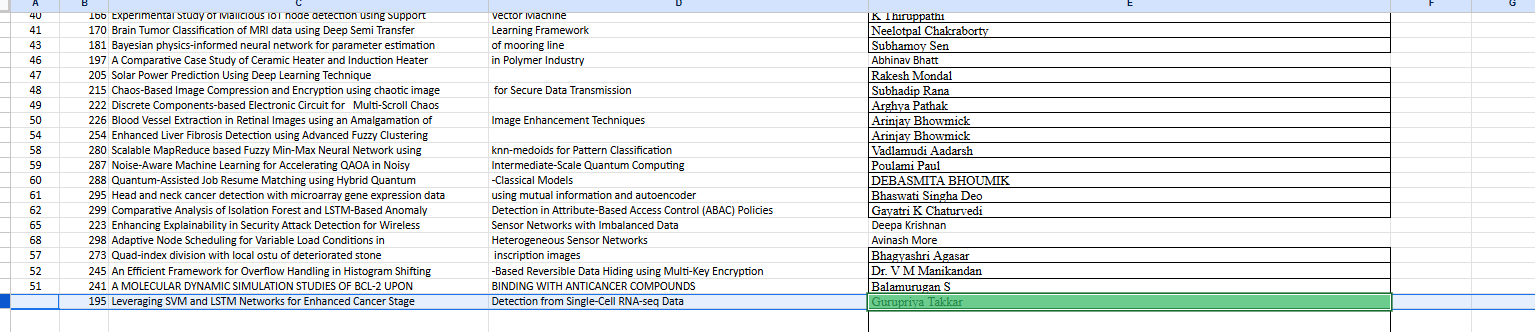 A B C D E F G
40 166 Experimental Study of Malicious IoT node detection using Support Vector Machine K Thiruppathi
41 170 Brain Tumor Classification of MRI data using Deep Semi Transfer Learning Framework Neelotpal Chakraborty
43 181 Bayesian physics-informed neural network for parameter estimation of mooring line Subhamoy Sen
46 197 A Comparative Case Study of Ceramic Heater and Induction Heater in Polymer Industry Abhinav Bhatt
47 205 Solar Power Prediction Using Deep Learning Technique Rakesh Mondal
48 215 Chaos-Based Image Compression and Encryption using chaotic image for Secure Data Transmission Subhadip Rana
49 222 Discrete Components-based Electronic Circuit for Multi-Scroll Chaos Arghya Pathak
50 226 Blood Vessel Extraction in Retinal Images using an Amalgamation of Image Enhancement Techniques Arinjay Bhowmick
54 254 Enhanced Liver Fibrosis Detection using Advanced Fuzzy Clustering Arinjay Bhowmick
58 280 Scalable MapReduce based Fuzzy Min-Max Neural Network using knn-medoids for Pattern Classification Vadlamudi Aadarsh
59 287 Noise-Aware Machine Learning for Accelerating QAOA in Noisy Intermediate-Scale Quantum Computing Poulami Paul
60 288 Quantum-Assisted Job Resume Matching using Hybrid Quantum -Classical Models DEBASMITA BHOUMIK
61 295 Head and neck cancer detection with microarray gene expression data using mutual information and autoencoder Bhaswati Singha Deo
62 299 Comparative Analysis of Isolation Forest and LSTM-Based Anomaly Detection in Attribute-Based Access Control (ABAC) Policies Gayatri K Chaturvedi
65 223 Enhancing Explainability in Security Attack Detection for Wireless Sensor Networks with Imbalanced Data Deepa Krishnan
68 298 Adaptive Node Scheduling for Variable Load Conditions in Heterogeneous Sensor Networks Avinash More
57 273 Quad-index division with local ostu of deteriorated stone inscription images Bhagyashri Agasar
52 245 An Efficient Framework for Overflow Handling in Histogram Shifting -Based Reversible Data Hiding using Multi-Key Encryption Dr. V M Manikandan
51 241 A MOLECULAR DYNAMIC SIMULATION STUDIES OF BCL-2 UPON BINDING WITH ANTICANCER COMPOUNDS Balamurugan S
195 Leveraging SVM and LSTM Networks for Enhanced Cancer Stage Detection from Single-Cell RNA-seq Data Gurupriya Takkar